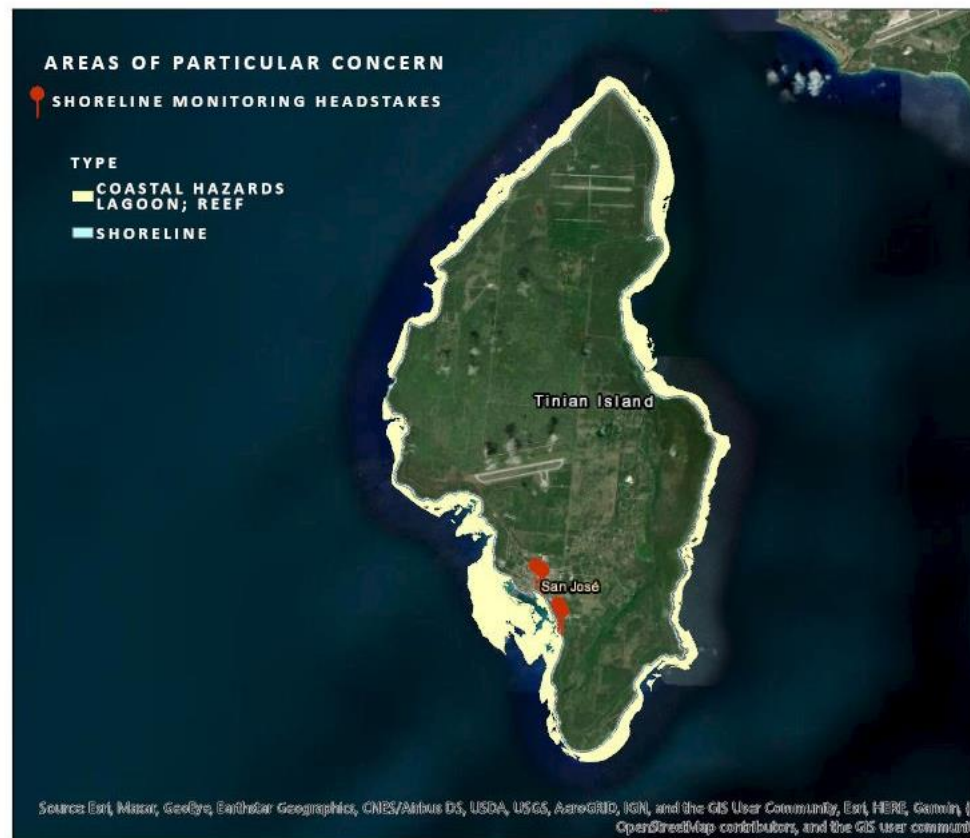 AREAS OF PARTICULAR CONCERN
SHORELINE MONITORING HEADSTAKES
TYPE
COASTAL HAZARDS
LAGOON; REEF
SHORELINE
Tinian Island
San José
Source: Esri, Maxar, GeoEye, Earthstar Geographics, CNES/Airbus DS, USDA, USGS, AeroGRID, IGN, and the GIS User Community, Esri, HERE, Garmin,
OpenStreetMap contributors, and the GIS user